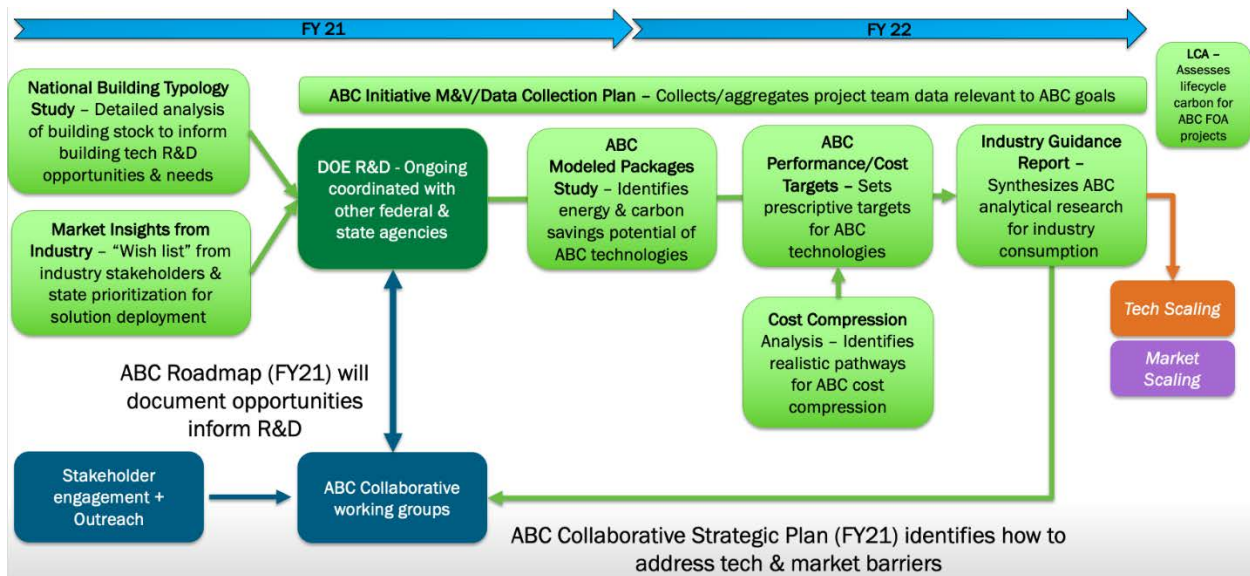 FY 21
FY 22
National Building Typology
Study – Detailed analysis
of building stock to inform
building tech R&D
opportunities & needs
ABC Initiative M&V/Data Collection Plan – Collects/aggregates project team data relevant to ABC goals
LCA –
Assesses
lifecycle
carbon for
ABC FOA
projects
Market Insights from
Industry – “Wish list” from
industry stakeholders &
state prioritization for
solution deployment
DOE R&D - Ongoing
coordinated with
other federal &
state agencies
ABC
Modeled Packages
Study – Identifies
energy & carbon
savings potential of
ABC technologies
ABC
Performance/Cost
Targets – Sets
prescriptive targets
for ABC
technologies
Industry Guidance
Report –
Synthesizes ABC
analytical research
for industry
consumption
Cost Compression
Analysis – Identifies
realistic pathways
for ABC cost
compression
Tech Scaling
Market
Scaling
ABC Roadmap (FY21) will
document opportunities
inform R&D
Stakeholder
engagement +
Outreach
ABC Collaborative
working groups
ABC Collaborative Strategic Plan (FY21) identifies how to
address tech & market barriers